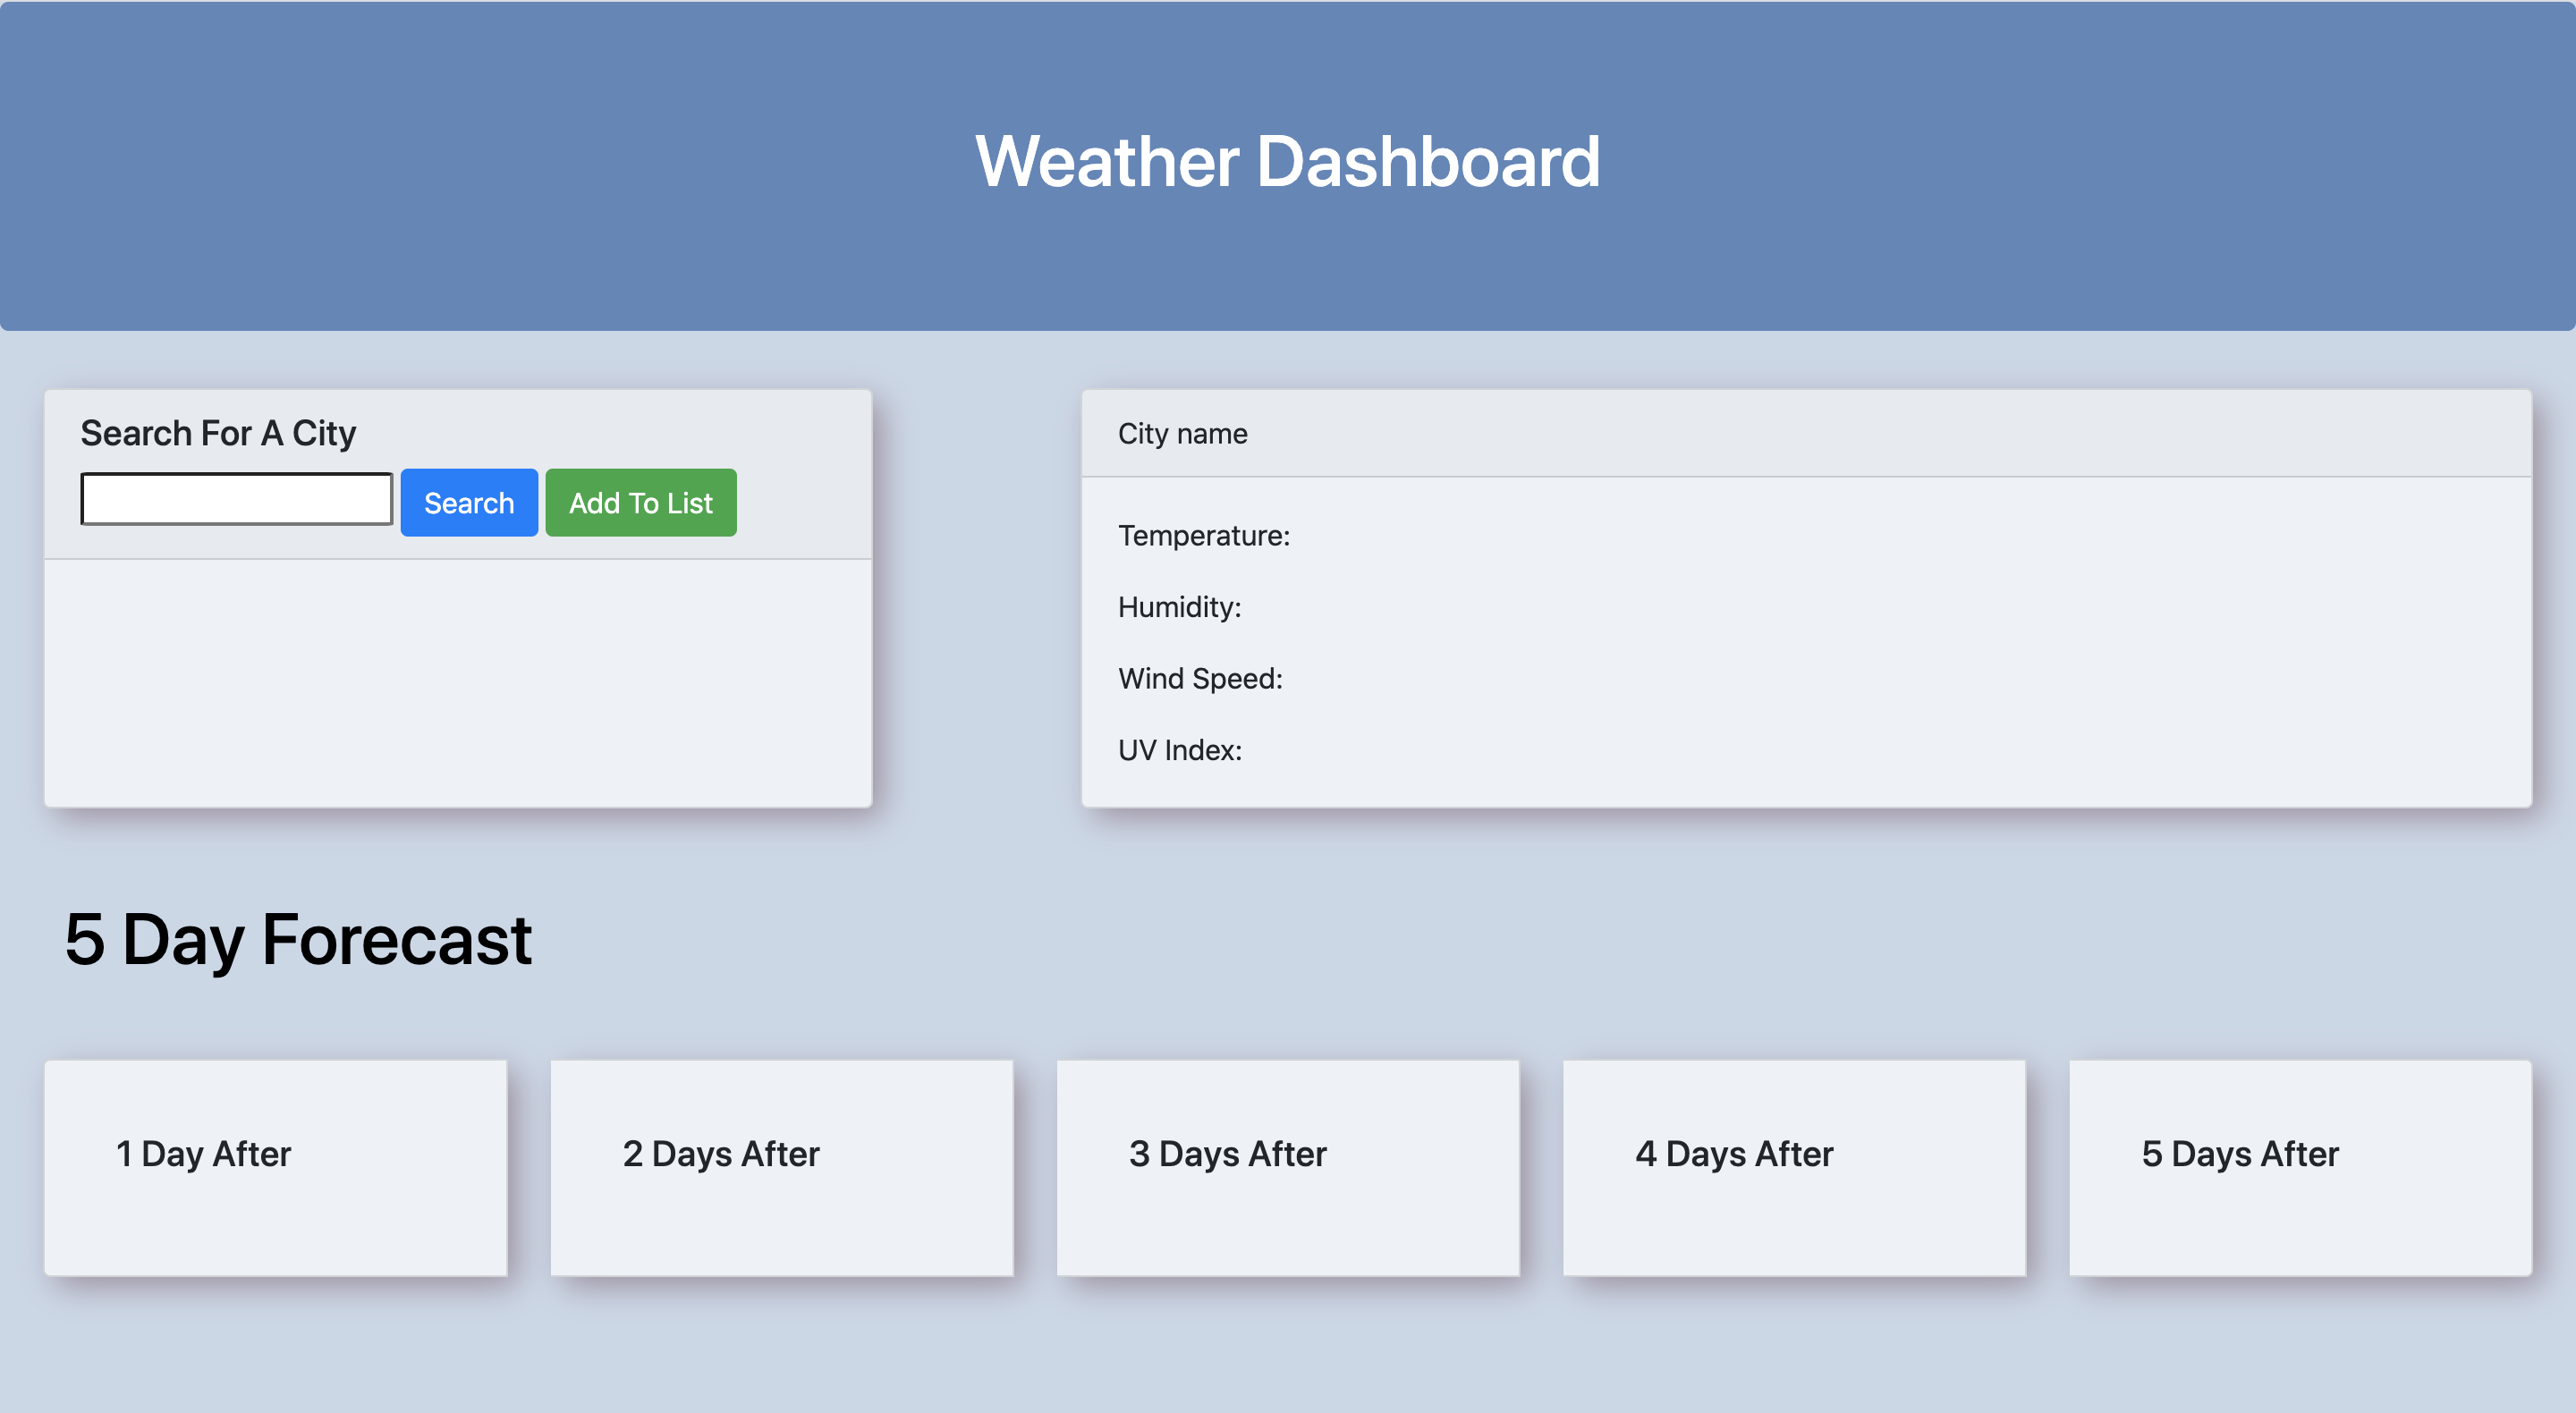 Weather Dashboard
Search For A City
Search Add To List
City name
Temperature:
Humidity:
Wind Speed:
UV Index:
5 Day Forecast
1 Day After
2 Days After
3 Days After
4 Days After
5 Days After